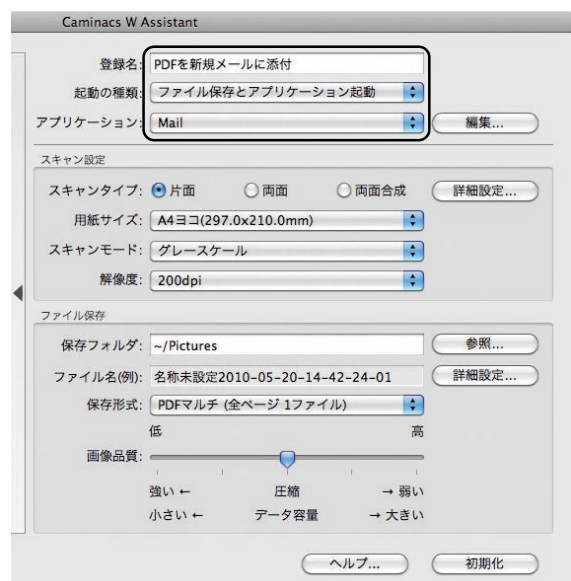 Caminacs W Assistant
登録名: PDFを新規メールに添付
起動の種類: ファイル保存とアプリケーション起動
アプリケーション: Mail 編集...
スキャン設定
スキャンタイプ: 片面 両面 両面合成 詳細設定...
用紙サイズ: A4ヨコ(297.0x210.0mm)
スキャンモード: グレースケール
解像度: 200dpi
ファイル保存
保存フォルダ: ~/Pictures 参照...
ファイル名(例): 名称未設定2010-05-20-14-42-24-01 詳細設定...
保存形式: PDFマルチ (全ページ 1ファイル)
低 高
画像品質:
強い ← 圧縮 → 弱い
小さい ← データ容量 → 大きい
ヘルプ... 初期化